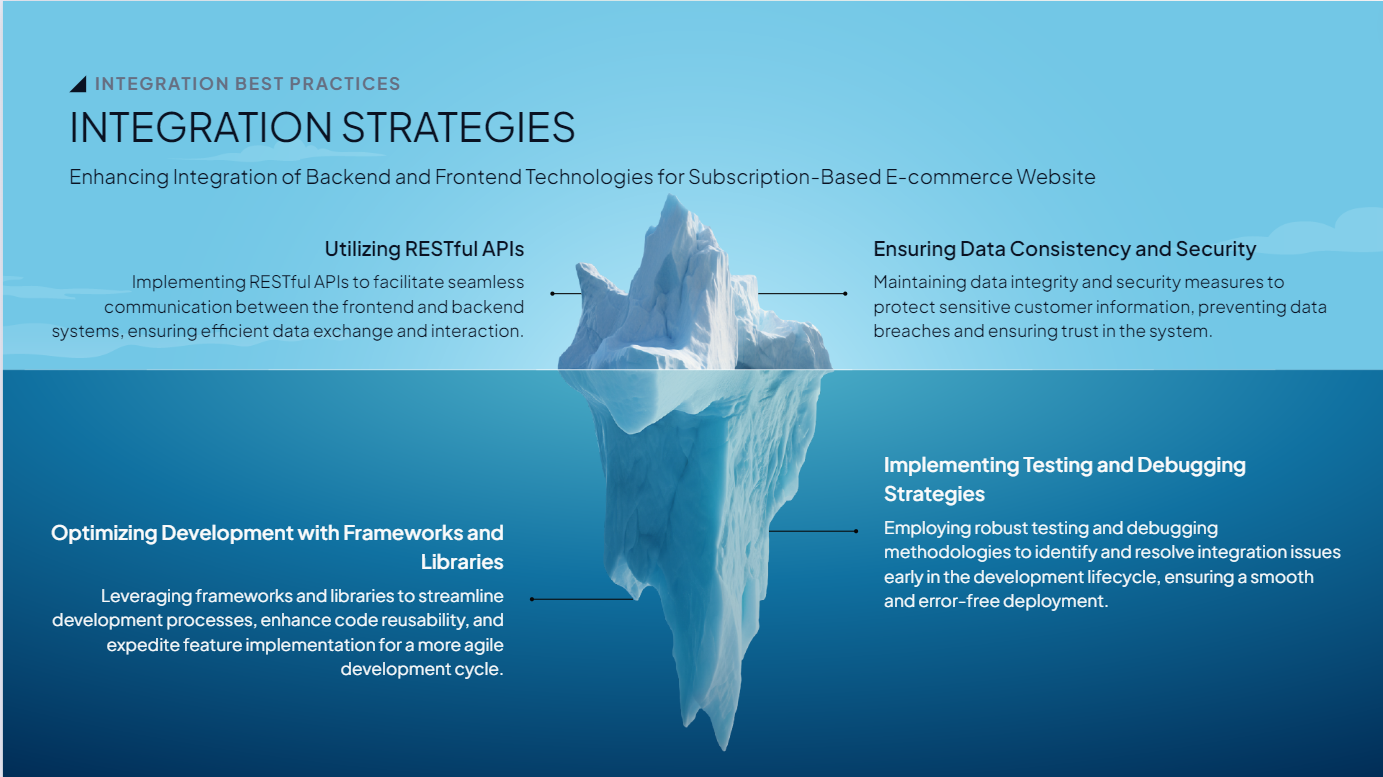 INTEGRATION BEST PRACTICES
INTEGRATION STRATEGIES
Enhancing Integration of Backend and Frontend Technologies for Subscription-Based E-commerce Website
Utilizing RESTful APIs
Implementing RESTful APIs to facilitate seamless
communication between the frontend and backend
systems, ensuring efficient data exchange and interaction.
Ensuring Data Consistency and Security
Maintaining data integrity and security measures to
protect sensitive customer information, preventing data
breaches and ensuring trust in the system.
Optimizing Development with Frameworks and
Libraries
Leveraging frameworks and libraries to streamline
development processes, enhance code reusability, and
expedite feature implementation for a more agile
development cycle.
Implementing Testing and Debugging
Strategies
Employing robust testing and debugging
methodologies to identify and resolve integration issues
early in the development lifecycle, ensuring a smooth
and error-free deployment.